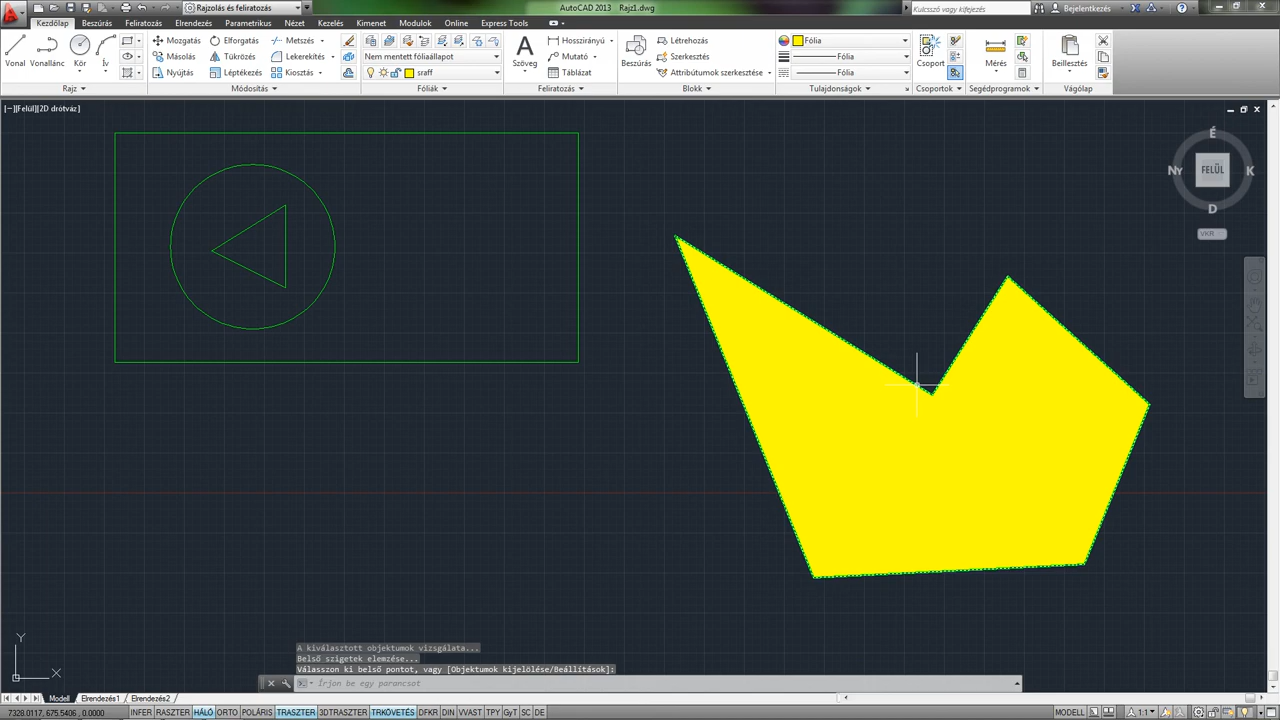 Rajzolás és feliratozás
AutoCAD 2013 Rajz1.dwg
Kulcsszó vagy kifejezés
Bejelentkezés
Kezdőlap Beszúrás Feliratozás Elrendezés Parametrikus Nézet Kezelés Kimenet Modulok Online Express Tools
Vonal Vonallánc Kör Ív
Mozgatás Elforgatás Metszés
Másolás Tükrözés Lekerekítés
Nyújtás Léptékezés Kiosztás
Nem mentett fóliaállapot
sraff
Szöveg
Hosszirányú
Mutató
Táblázat
Beszúrás
Létrehozás
Szerkesztés
Attribútumok szerkesztése
Fólia
Fólia
Fólia
Csoport
Mérés
Beillesztés
Rajz Módosítás Fóliák Feliratozás Blokk Tulajdonságok Csoportok Segédprogramok Vágólap
[−][Felül][2D drótváz]
É
NY FELÜL K
D
VKR
Y
X
A kiválasztott objektumok vizsgálata...
Belső szigetek elemzése...
Válasszon ki belső pontot, vagy [Objektumok kijelölése/Beállítások]:
Írjon be egy parancsot
Modell Elrendezés1 Elrendezés2
7328.0117, 675.5406, 0.0000 INFER RASZTER HÁLÓ ORTO POLÁRIS TRASZTER 3DTRASZTER TRKÖVETÉS DFKR DIN VVAST TPY GyT SC DE MODELL 1:1